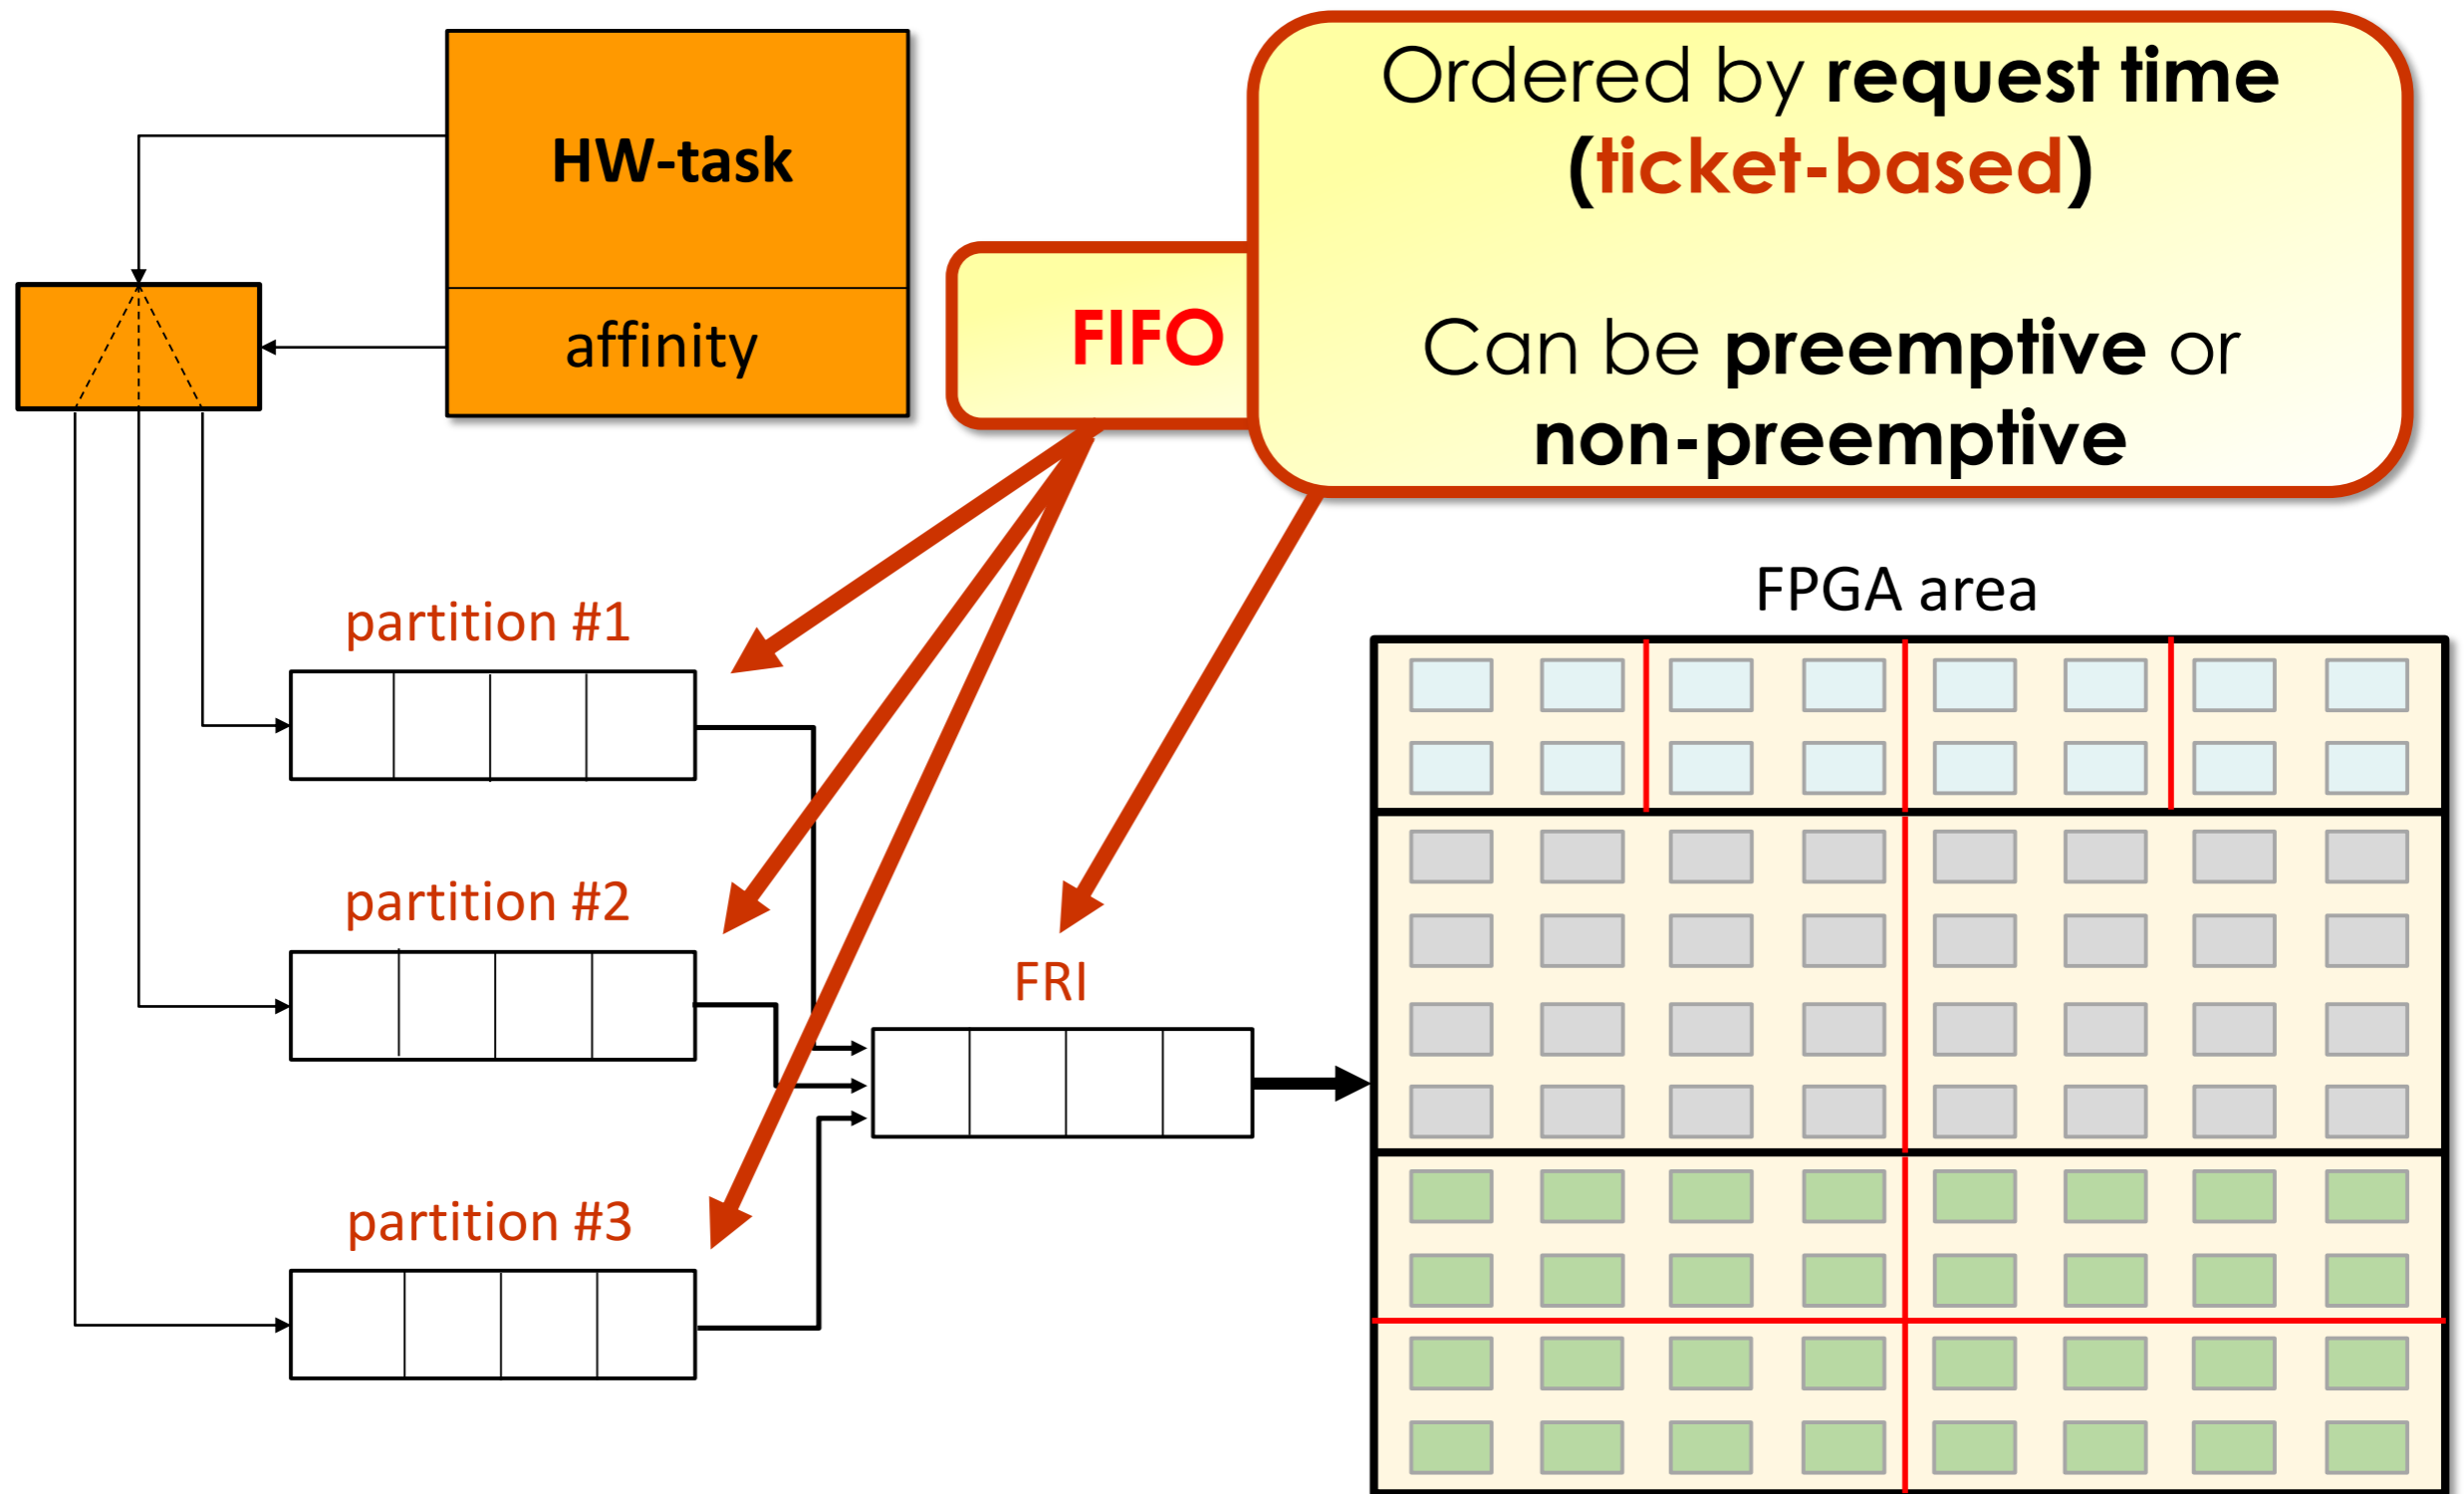 HW-task
affinity
FIFO
Ordered by request time
(ticket-based)
Can be preemptive or
non-preemptive
partition #1
partition #2
partition #3
FRI
FPGA area